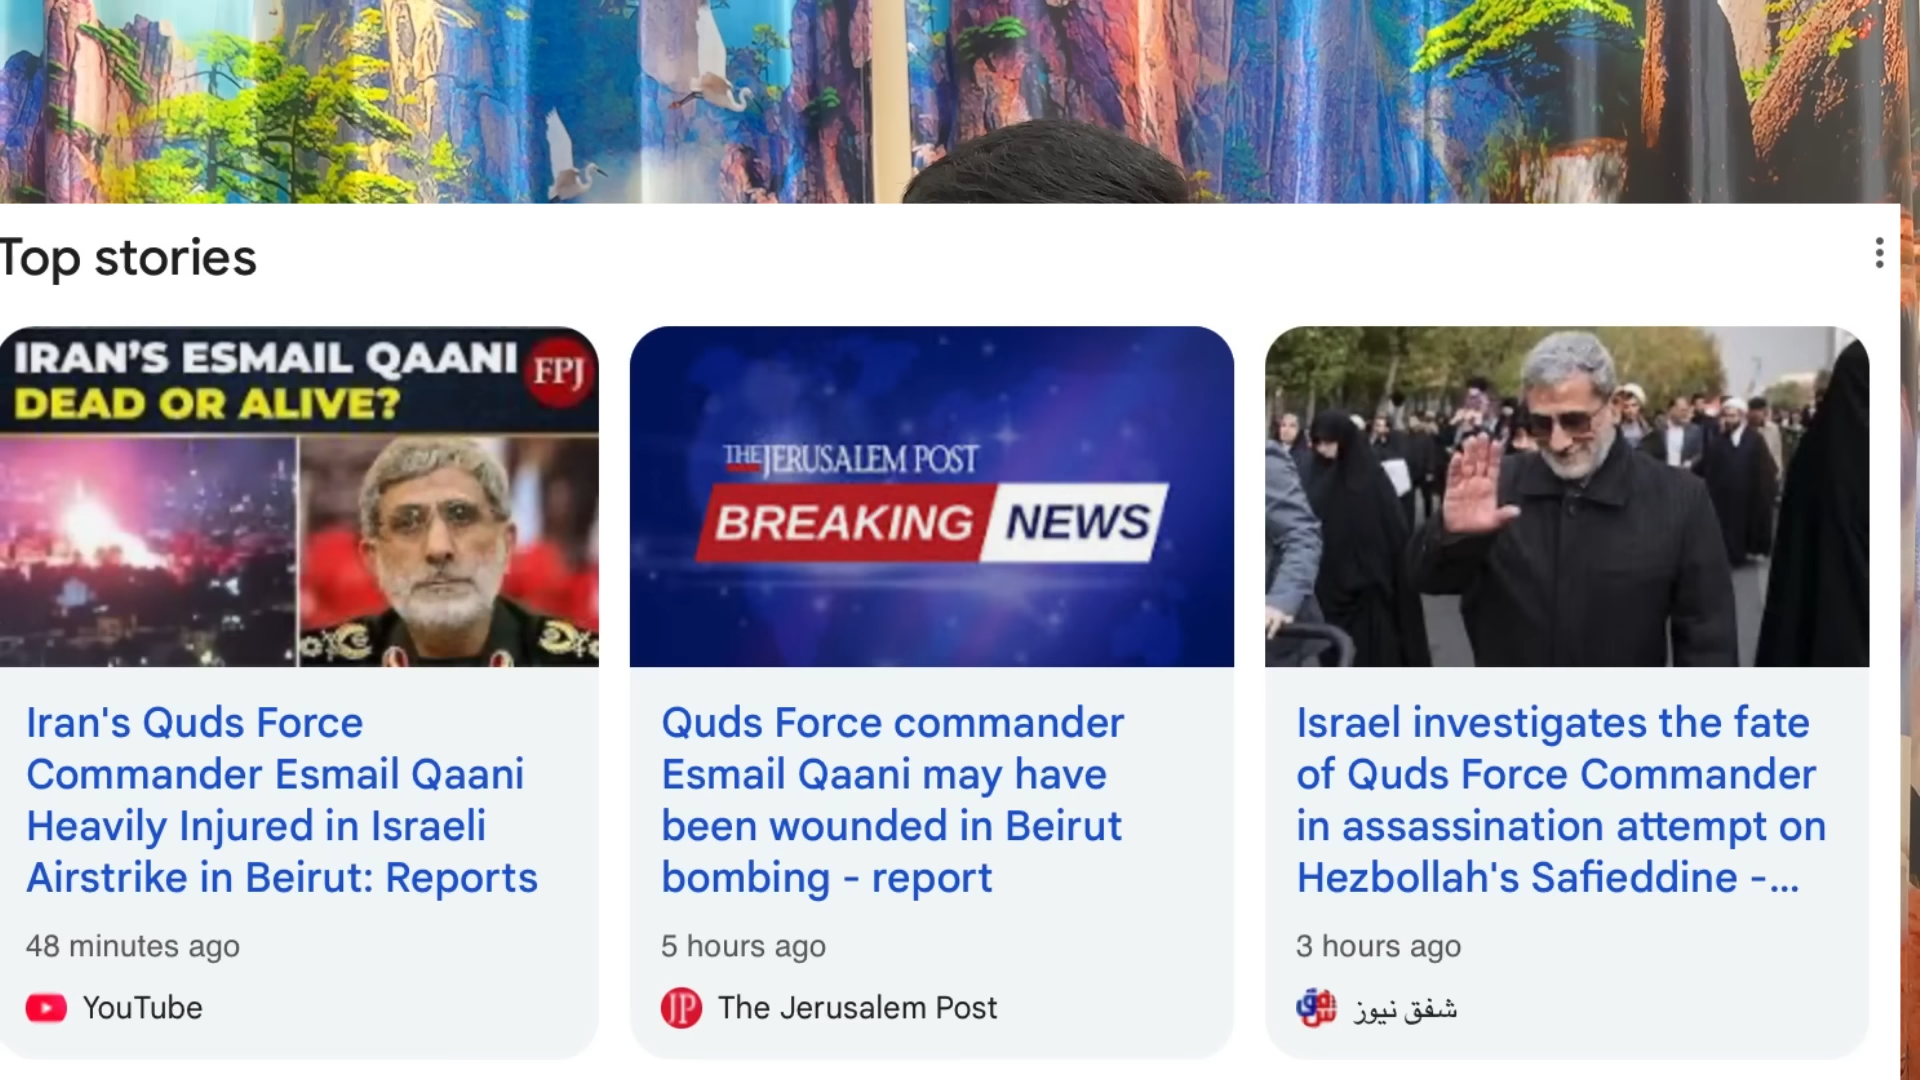 Top stories
IRAN'S ESMAIL QAANI
DEAD OR ALIVE?
FPJ
Iran's Quds Force
Commander Esmail Qaani
Heavily Injured in Israeli
Airstrike in Beirut: Reports
48 minutes ago
YouTube
THE JERUSALEM POST
BREAKING NEWS
Quds Force commander
Esmail Qaani may have
been wounded in Beirut
bombing - report
5 hours ago
JP
The Jerusalem Post
Israel investigates the fate
of Quds Force Commander
in assassination attempt on
Hezbollah's Safieddine -...
3 hours ago
شفق نيوز